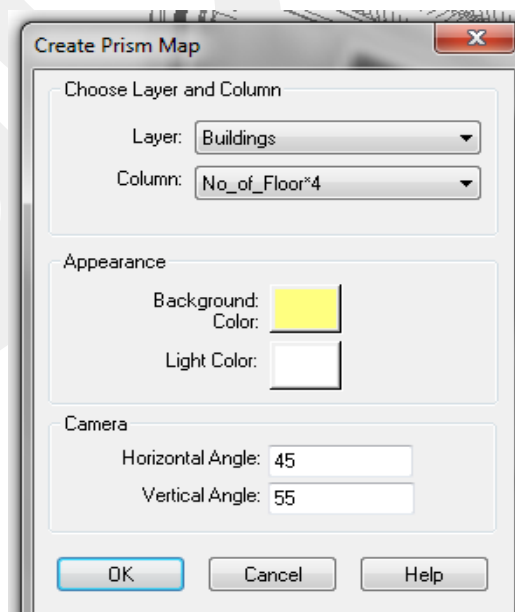 Create Prism Map
Choose Layer and Column
Layer: Buildings
Column: No_of_Floor*4
Appearance
Background
Color:
Light Color:
Camera
Horizontal Angle: 45
Vertical Angle: 55
OK Cancel Help